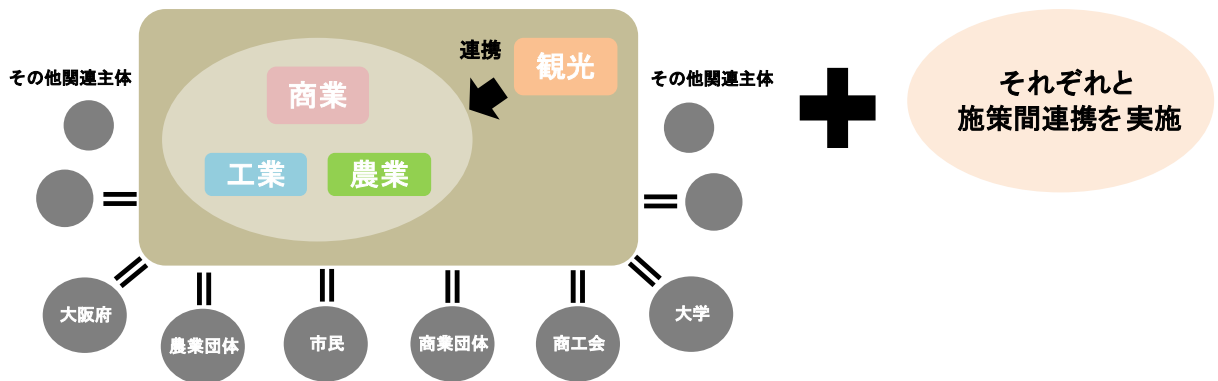 その他関連主体
連携
観光
商業
工業
農業
その他関連主体
それぞれと
施策間連携を実施
大阪府
農業団体
市民
商業団体
商工会
大学